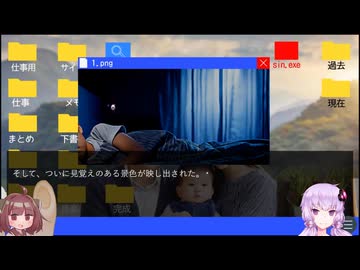 1.png
sin.exe
過去
仕事用
サイ
仕事
メモ
現在
まとめ
下書
そして、ついに見覚えのある景色が映し出された。
完成